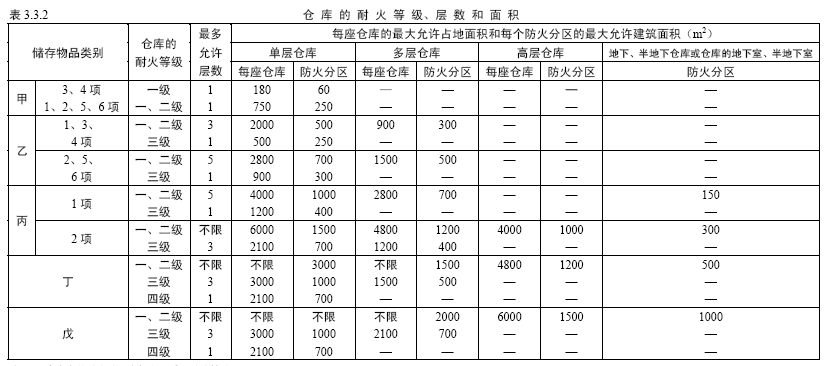 表 3.3.2 仓 库 的 耐 火 等 级、层 数 和 面 积
储存物品类别 仓库的耐火等级 最多允许层数 每座仓库的最大允许占地面积和每个防火分区的最大允许建筑面积（m²）
单层仓库 多层仓库 高层仓库 地下、半地下仓库或仓库的地下室、半地下室
每座仓库 防火分区 每座仓库 防火分区 每座仓库 防火分区 防火分区
甲 3、4 项 一级 1 180 60 — — — — —
1、2、5、6 项 一、二级 1 750 250 — — — — —
乙 1、3、 一、二级 3 2000 500 900 300 — — —
4 项 三级 1 500 250 — — — — —
2、5、 一、二级 5 2800 700 1500 500 — — —
6 项 三级 1 900 300 — — — — —
丙 1 项 一、二级 5 4000 1000 2800 700 — — 150
三级 1 1200 400 — — — — —
2 项 一、二级 不限 6000 1500 4800 1200 4000 1000 300
三级 3 2100 700 1200 400 — — —
丁 一、二级 不限 不限 3000 不限 1500 4800 1200 500
三级 3 3000 1000 1500 500 — — —
四级 1 2100 700 — — — — —
戊 一、二级 不限 不限 不限 不限 2000 6000 1500 1000
三级 3 3000 1000 2100 700 — — —
四级 1 2100 700 — — — — —